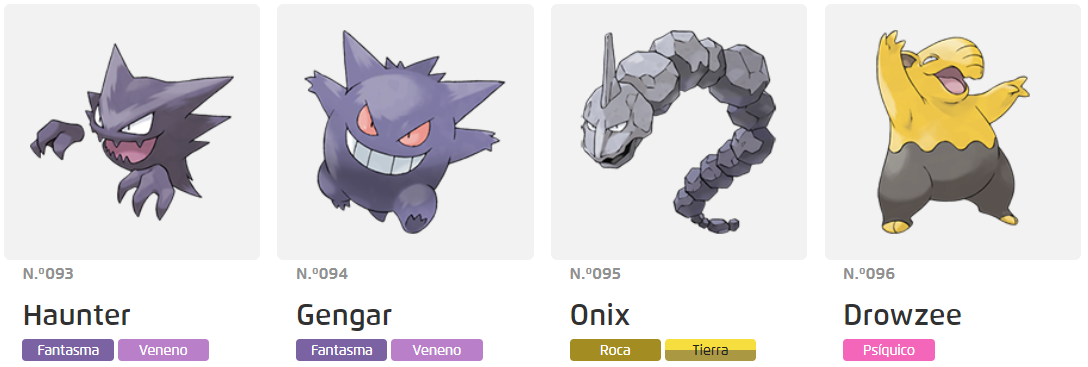 N.º093
Haunter
Fantasma Veneno
N.º094
Gengar
Fantasma Veneno
N.º095
Onix
Roca Tierra
N.º096
Drowzee
Psíquico